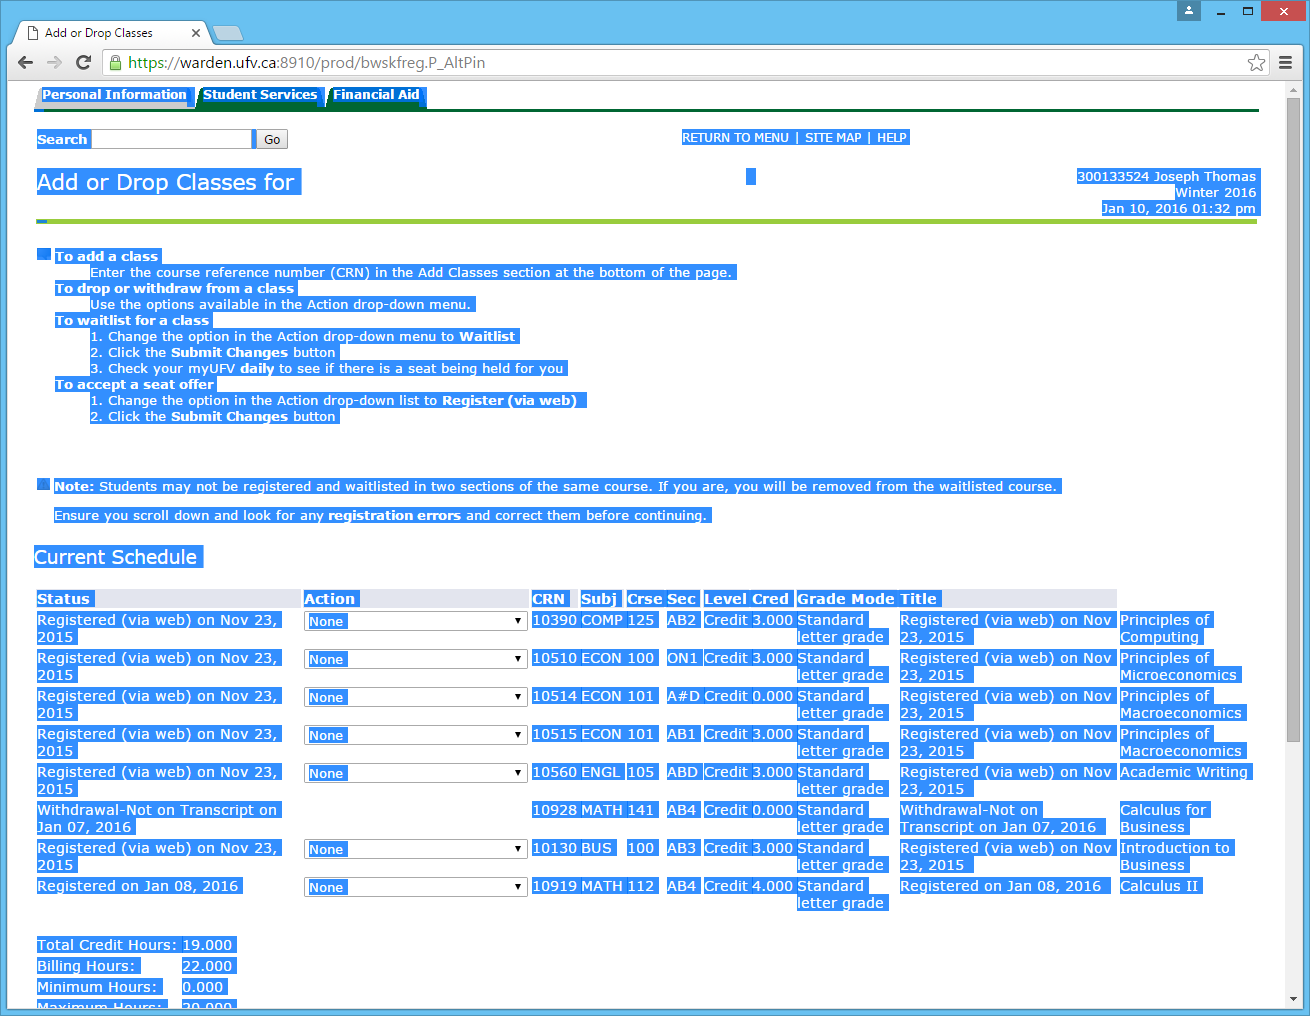 Add or Drop Classes
https://warden.ufv.ca:8910/prod/bwskfreg.P_AltPin
Personal Information Student Services Financial Aid
Search Go RETURN TO MENU | SITE MAP | HELP
Add or Drop Classes for
300133524 Joseph Thomas
Winter 2016
Jan 10, 2016 01:32 pm
To add a class
Enter the course reference number (CRN) in the Add Classes section at the bottom of the page.
To drop or withdraw from a class
Use the options available in the Action drop-down menu.
To waitlist for a class
1. Change the option in the Action drop-down menu to Waitlist
2. Click the Submit Changes button
3. Check your myUFV daily to see if there is a seat being held for you
To accept a seat offer
1. Change the option in the Action drop-down list to Register (via web)
2. Click the Submit Changes button
Note: Students may not be registered and waitlisted in two sections of the same course. If you are, you will be removed from the waitlisted course.
Ensure you scroll down and look for any registration errors and correct them before continuing.
Current Schedule
Status Action CRN Subj Crse Sec Level Cred Grade Mode Title
Registered (via web) on Nov 23, None 10390 COMP 125 AB2 Credit 3.000 Standard Registered (via web) on Nov Principles of
2015 letter grade 23, 2015 Computing
Registered (via web) on Nov 23, None 10510 ECON 100 ON1 Credit 3.000 Standard Registered (via web) on Nov Principles of
2015 letter grade 23, 2015 Microeconomics
Registered (via web) on Nov 23, None 10514 ECON 101 A#D Credit 0.000 Standard Registered (via web) on Nov Principles of
2015 letter grade 23, 2015 Macroeconomics
Registered (via web) on Nov 23, None 10515 ECON 101 AB1 Credit 3.000 Standard Registered (via web) on Nov Principles of
2015 letter grade 23, 2015 Macroeconomics
Registered (via web) on Nov 23, None 10560 ENGL 105 ABD Credit 3.000 Standard Registered (via web) on Nov Academic Writing
2015 letter grade 23, 2015
Withdrawal-Not on Transcript on 10928 MATH 141 AB4 Credit 0.000 Standard Withdrawal-Not on Calculus for
Jan 07, 2016 letter grade Transcript on Jan 07, 2016 Business
Registered (via web) on Nov 23, None 10130 BUS 100 AB3 Credit 3.000 Standard Registered (via web) on Nov Introduction to
2015 letter grade 23, 2015 Business
Registered on Jan 08, 2016 None 10919 MATH 112 AB4 Credit 4.000 Standard Registered on Jan 08, 2016 Calculus II
letter grade
Total Credit Hours: 19.000
Billing Hours: 22.000
Minimum Hours: 0.000
Maximum Hours: 20.000